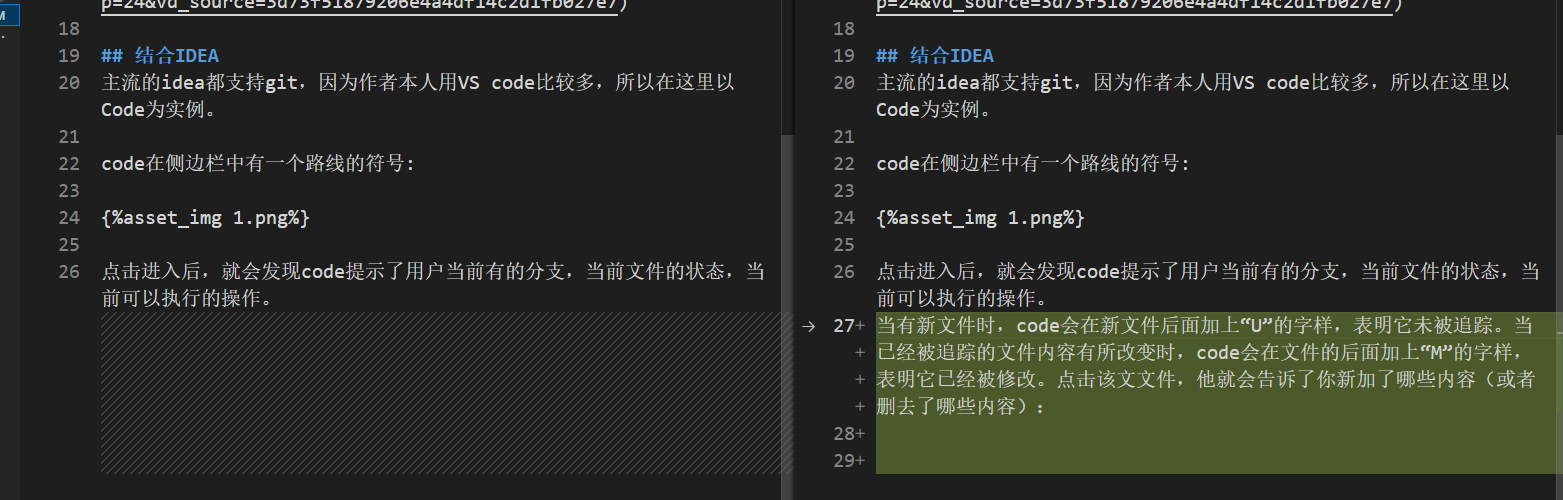 M
p=24&vd_source=3d73f51879206e4a4df14c2d1fb027e7)
18
19 ## 结合IDEA
20 主流的idea都支持git，因为作者本人用VS code比较多，所以在这里以
Code为实例。
21
22 code在侧边栏中有一个路线的符号:
23
24 {%asset_img 1.png%}
25
26 点击进入后，就会发现code提示了用户当前有的分支，当前文件的状态，当
前可以执行的操作。
p=24&vd_source=3d73f51879206e4a4df14c2d1fb027e7)
18
19 ## 结合IDEA
20 主流的idea都支持git，因为作者本人用VS code比较多，所以在这里以
Code为实例。
21
22 code在侧边栏中有一个路线的符号:
23
24 {%asset_img 1.png%}
25
26 点击进入后，就会发现code提示了用户当前有的分支，当前文件的状态，当
前可以执行的操作。
→ 27+ 当有新文件时，code会在新文件后面加上“U”的字样，表明它未被追踪。当
+ 已经被追踪的文件内容有所改变时，code会在文件的后面加上“M”的字样，
+ 表明它已经被修改。点击该文文件，他就会告诉了你新加了哪些内容（或者
+ 删去了哪些内容）：
28+
29+